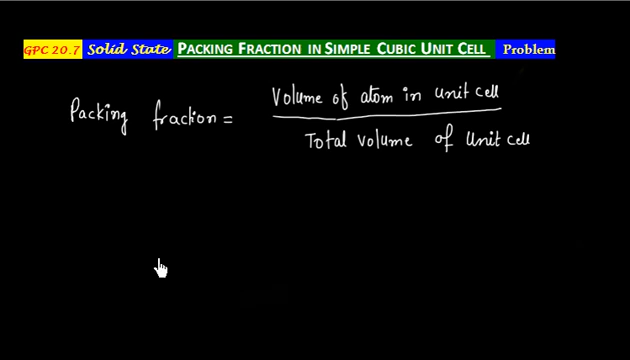 GPC 20.7 Solid State PACKING FRACTION IN SIMPLE CUBIC UNIT CELL Problem
Packing fraction = Volume of atom in unit cell
Total volume of unit cell